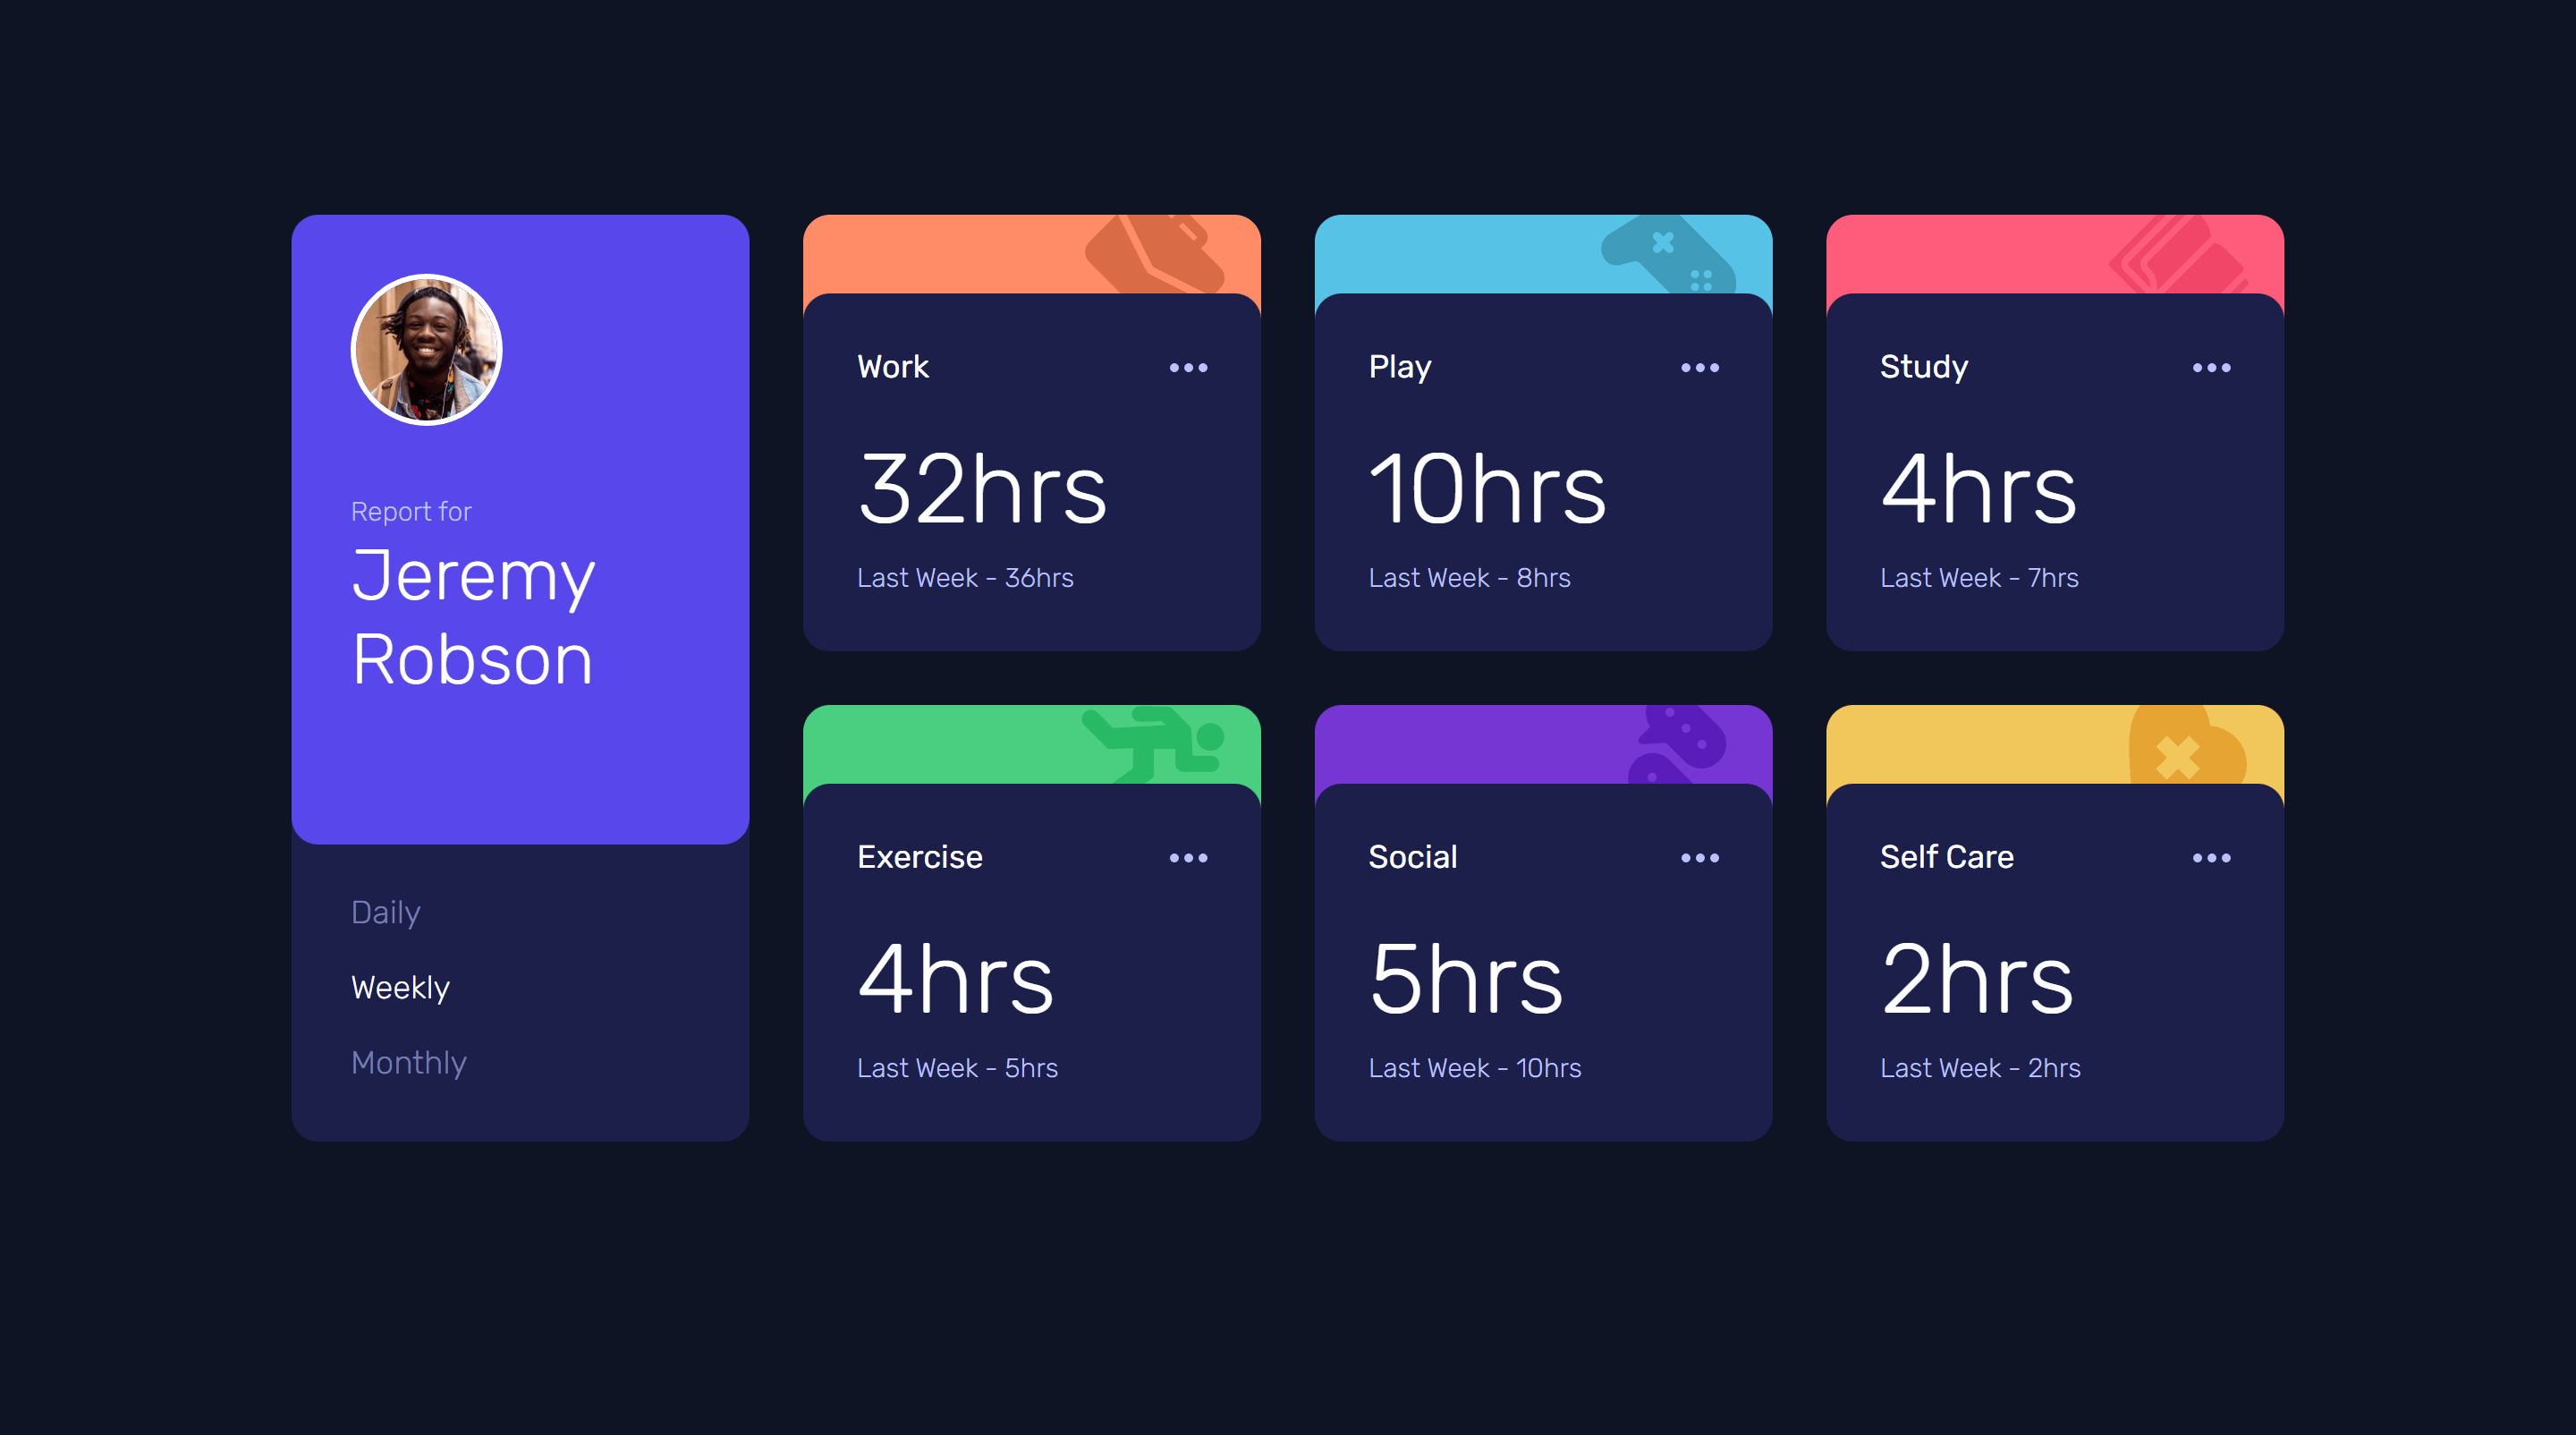 Report for
Jeremy
Robson
Daily
Weekly
Monthly
Work
32hrs
Last Week - 36hrs
Play
10hrs
Last Week - 8hrs
Study
4hrs
Last Week - 7hrs
Exercise
4hrs
Last Week - 5hrs
Social
5hrs
Last Week - 10hrs
Self Care
2hrs
Last Week - 2hrs